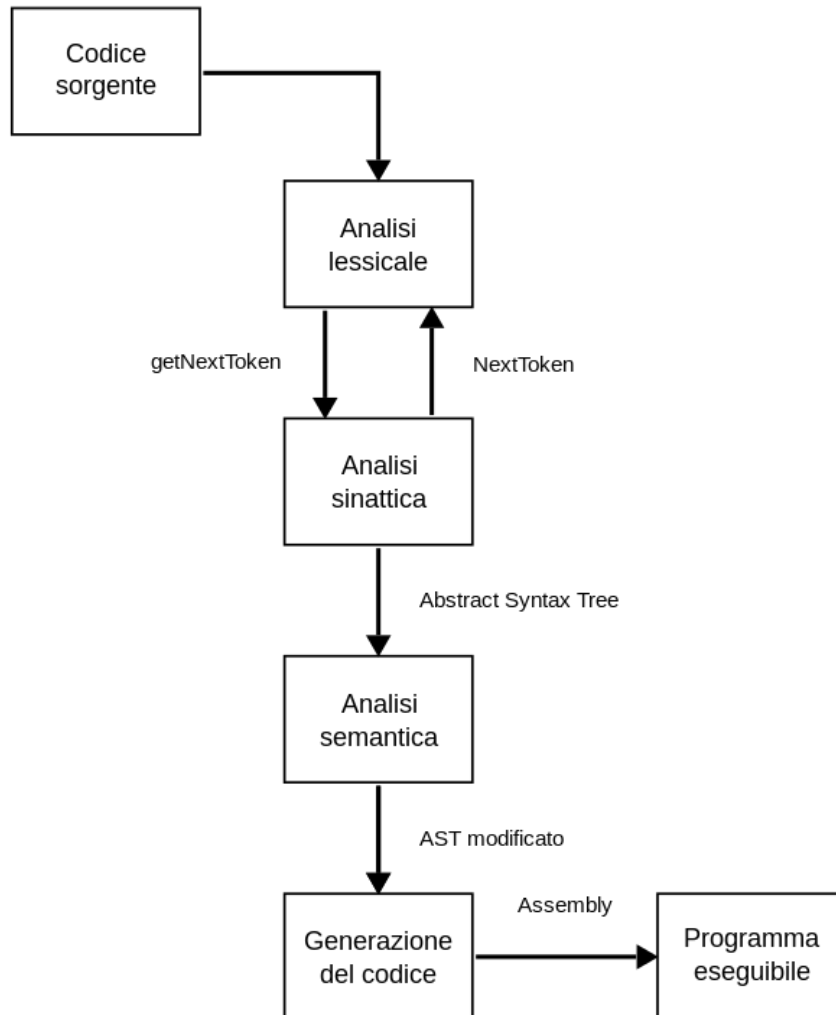 Codice
sorgente
Analisi
lessicale
getNextToken
NextToken
Analisi
sinattica
Abstract Syntax Tree
Analisi
semantica
AST modificato
Generazione
del codice
Assembly
Programma
eseguibile